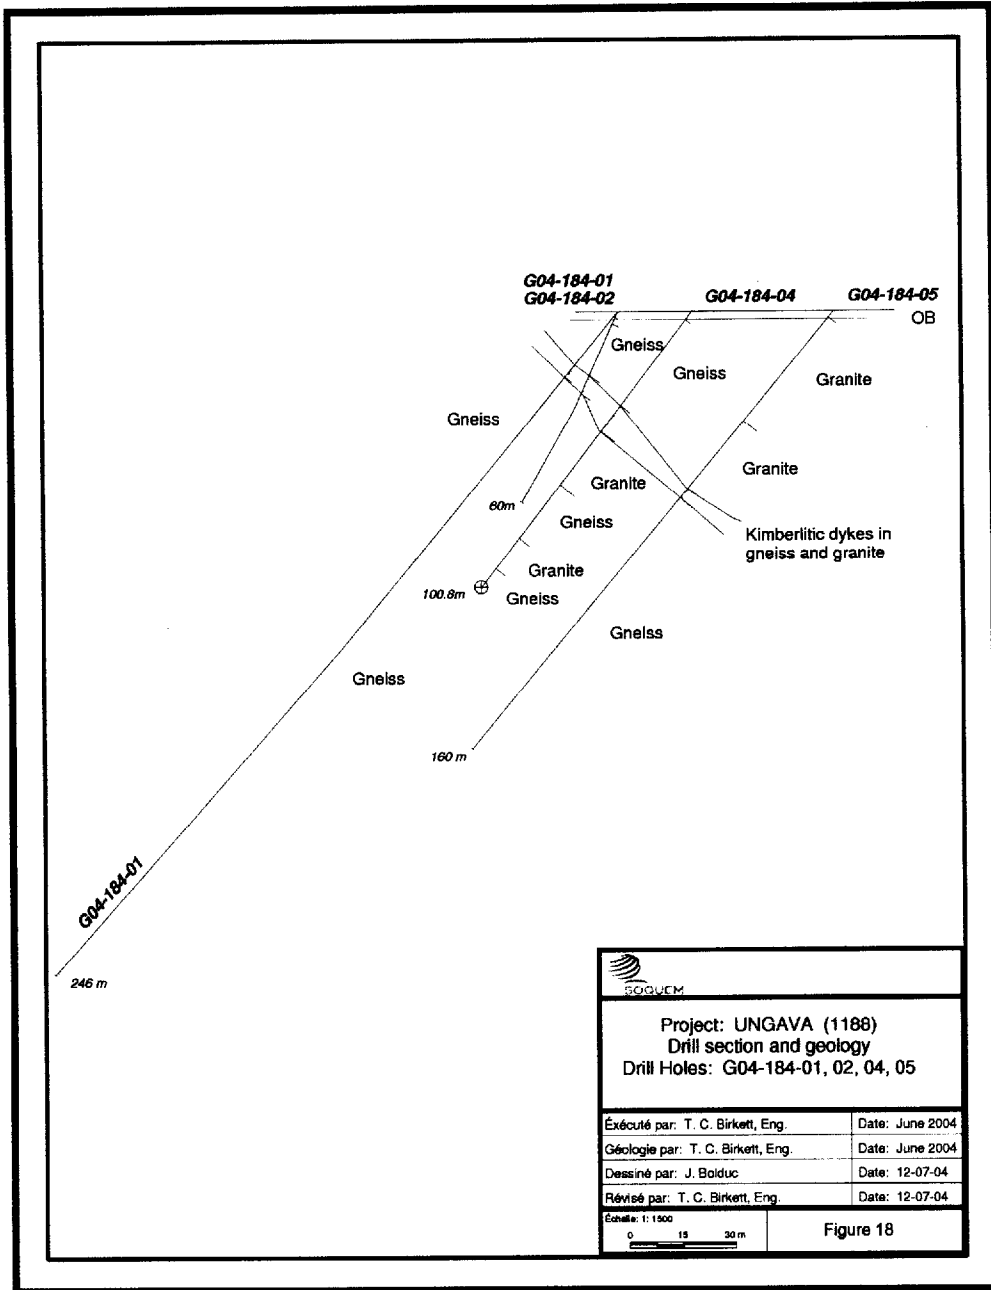 G04-184-01
G04-184-02
G04-184-04
G04-184-05
OB
Gneiss
Gneiss
Granite
Gneiss
Granite
Granite
60m
Gneiss
Kimberlitic dykes in
gneiss and granite
Granite
100.8m
Gneiss
Gneiss
Gneiss
160 m
G04-184-01
246 m
SOQUEM
Project: UNGAVA (1188)
Drill section and geology
Drill Holes: G04-184-01, 02, 04, 05
Éxécuté par: T. C. Birkett, Eng. Date: June 2004
Géologie par: T. C. Birkett, Eng. Date: June 2004
Dessiné par: J. Bolduc Date: 12-07-04
Révisé par: T. C. Birkett, Eng. Date: 12-07-04
Échelle: 1: 1500
0 15 30 m
Figure 18